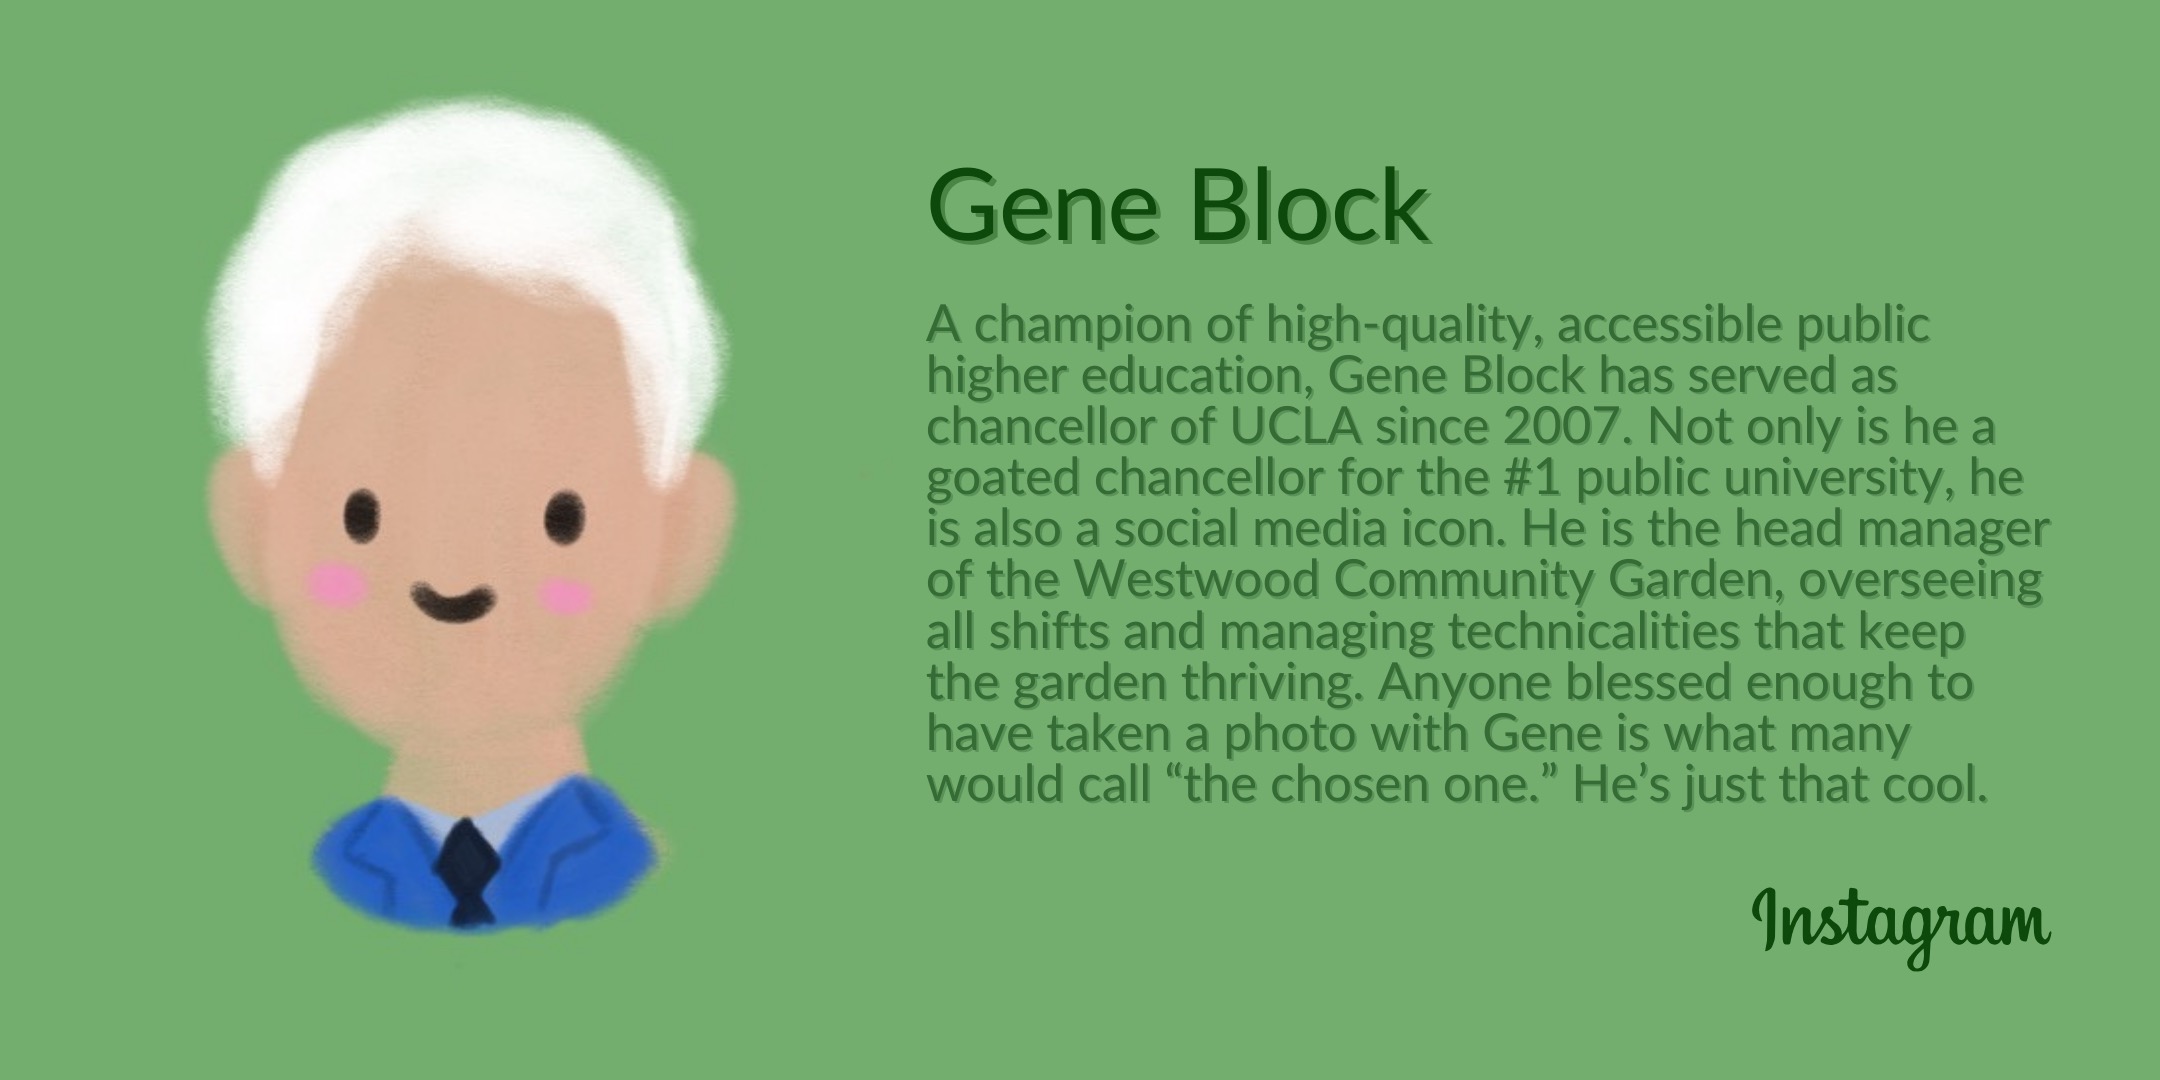 Gene Block
A champion of high-quality, accessible public
higher education, Gene Block has served as
chancellor of UCLA since 2007. Not only is he a
goated chancellor for the #1 public university, he
is also a social media icon. He is the head manager
of the Westwood Community Garden, overseeing
all shifts and managing technicalities that keep
the garden thriving. Anyone blessed enough to
have taken a photo with Gene is what many
would call “the chosen one.” He’s just that cool.
Instagram